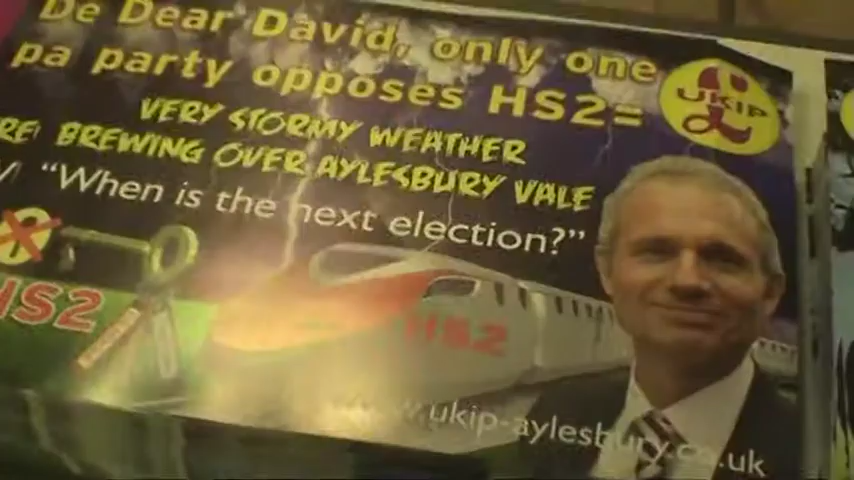 De Dear David, only one
pa party opposes HS2=
UKIP
VERY STORMY WEATHER
BREWING OVER AYLESBURY VALE
"When is the next election?"
HS2
HS2
www.ukip-aylesbury.co.uk